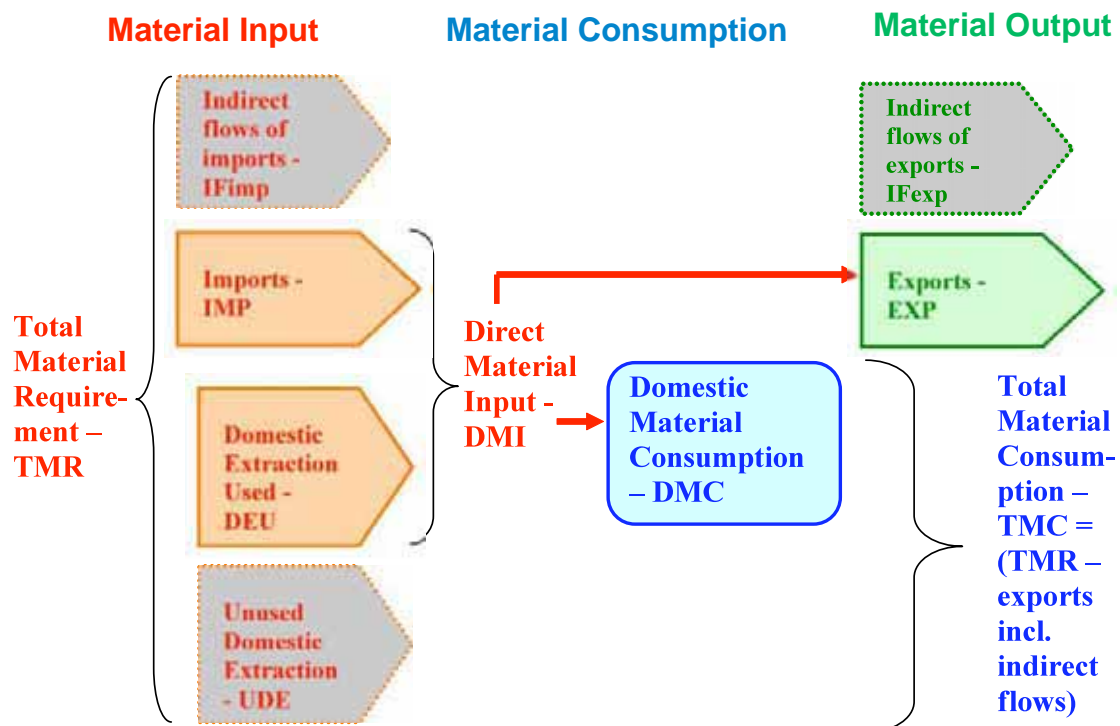 Material Input
Material Consumption
Material Output
Indirect
flows of
imports -
IFimp
Imports -
IMP
Domestic
Extraction
Used -
DEU
Unused
Domestic
Extraction
- UDE
Total
Material
Require-
ment –
TMR
Direct
Material
Input -
DMI
Domestic
Material
Consumption
– DMC
Indirect
flows of
exports -
IFexp
Exports -
EXP
Total
Material
Consum-
ption –
TMC =
(TMR –
exports
incl.
indirect
flows)